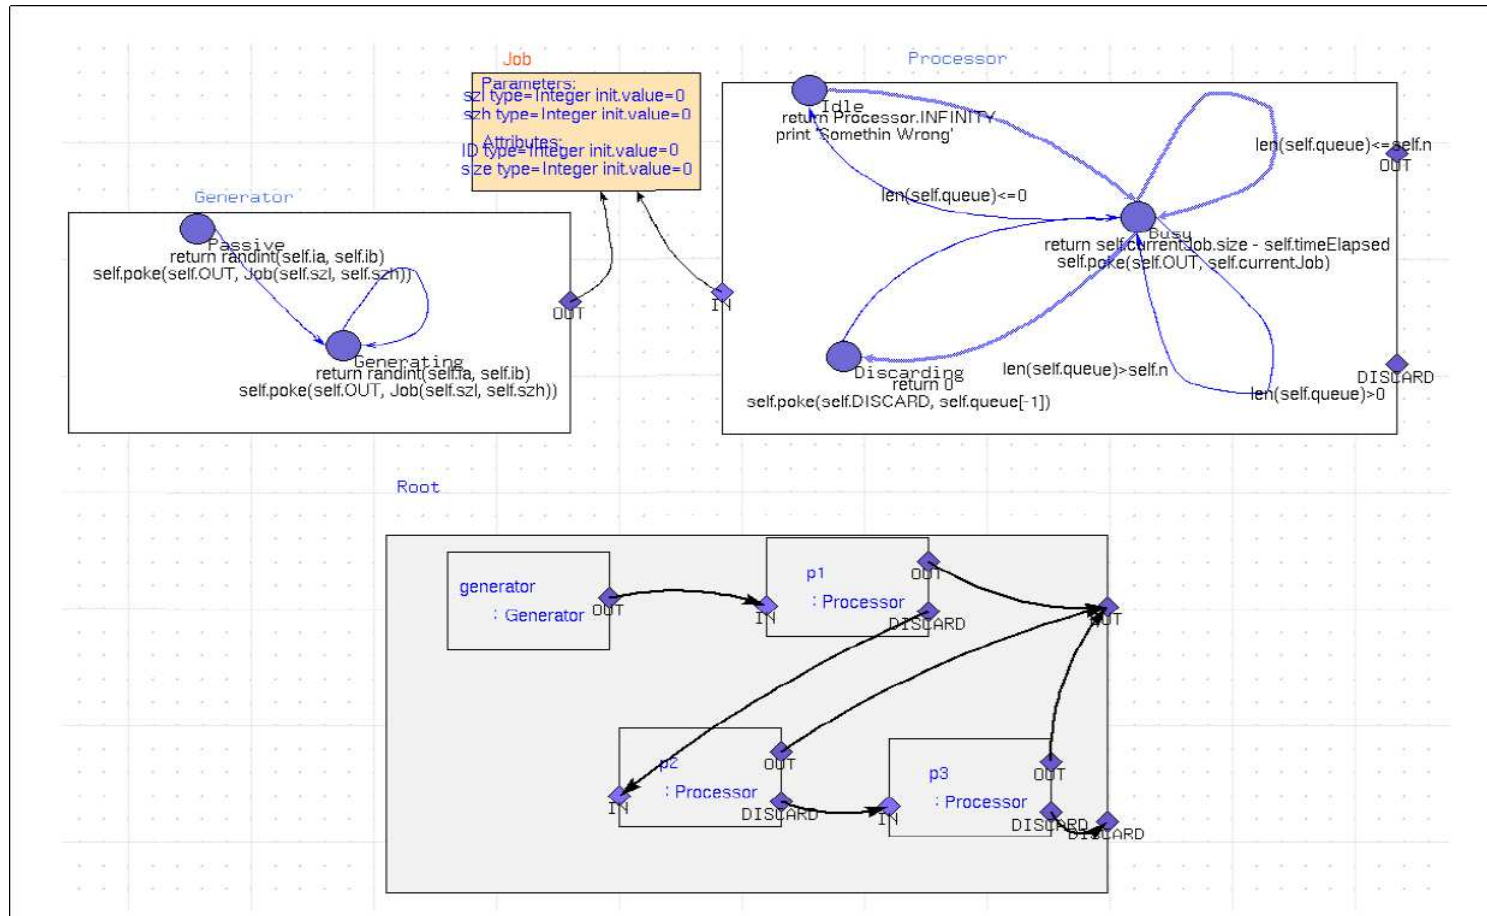 Job
Parameters:
szl type=Integer init.value=0
szh type=Integer init.value=0
Attributes:
ID type=Integer init.value=0
size type=Integer init.value=0
Generator
Passive
return randint(self.ia, self.ib)
self.poke(self.OUT, Job(self.szl, self.szh))
Generating
return randint(self.ia, self.ib)
self.poke(self.OUT, Job(self.szl, self.szh))
OUT
Processor
Idle
return Processor.INFINITY
print 'Somethin Wrong'
len(self.queue)<=self.n
OUT
len(self.queue)<=0
Busy
return self.currentJob.size - self.timeElapsed
self.poke(self.OUT, self.currentJob)
IN
Discarding
return 0
self.poke(self.DISCARD, self.queue[-1])
len(self.queue)>self.n
len(self.queue)>0
DISCARD
Root
generator
: Generator
OUT
p1
: Processor
IN
OUT
DISCARD
OUT
p2
: Processor
IN
OUT
DISCARD
p3
: Processor
IN
OUT
DISCARD
DISCARD